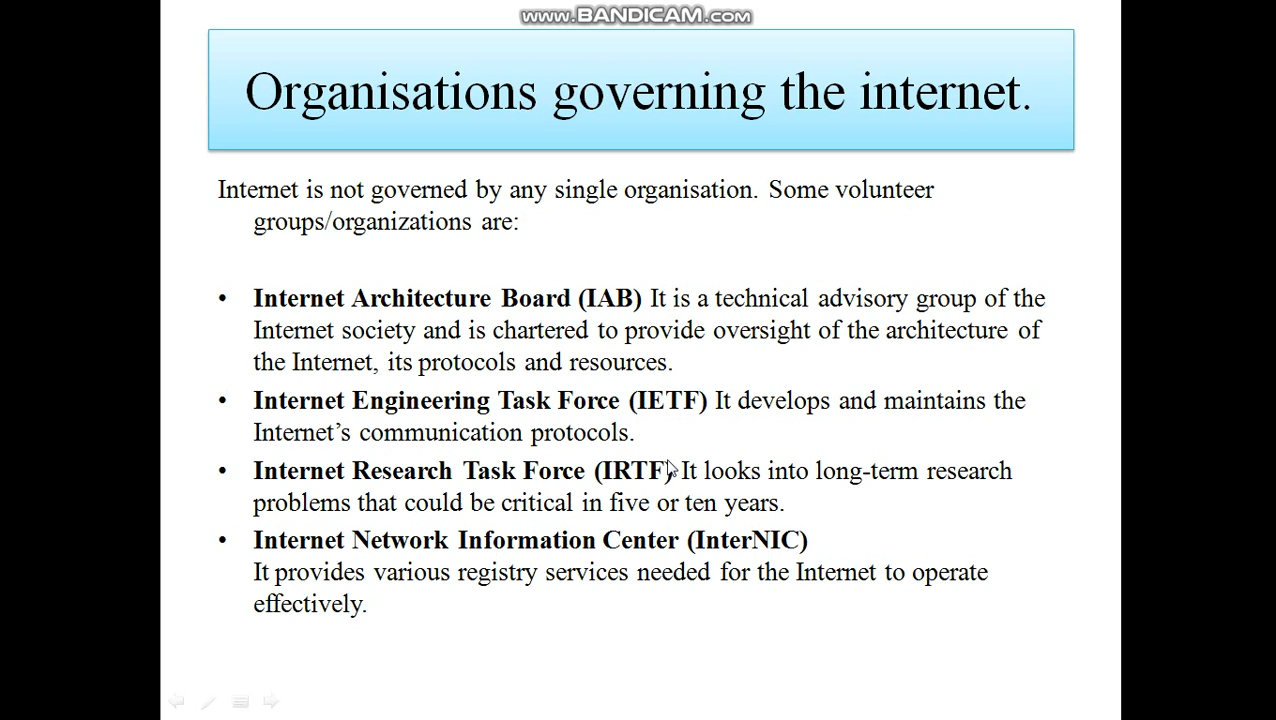 www.BANDICAM.com
Organisations governing the internet.
Internet is not governed by any single organisation. Some volunteer
groups/organizations are:
• Internet Architecture Board (IAB) It is a technical advisory group of the
Internet society and is chartered to provide oversight of the architecture of
the Internet, its protocols and resources.
• Internet Engineering Task Force (IETF) It develops and maintains the
Internet's communication protocols.
• Internet Research Task Force (IRTF) It looks into long-term research
problems that could be critical in five or ten years.
• Internet Network Information Center (InterNIC)
It provides various registry services needed for the Internet to operate
effectively.